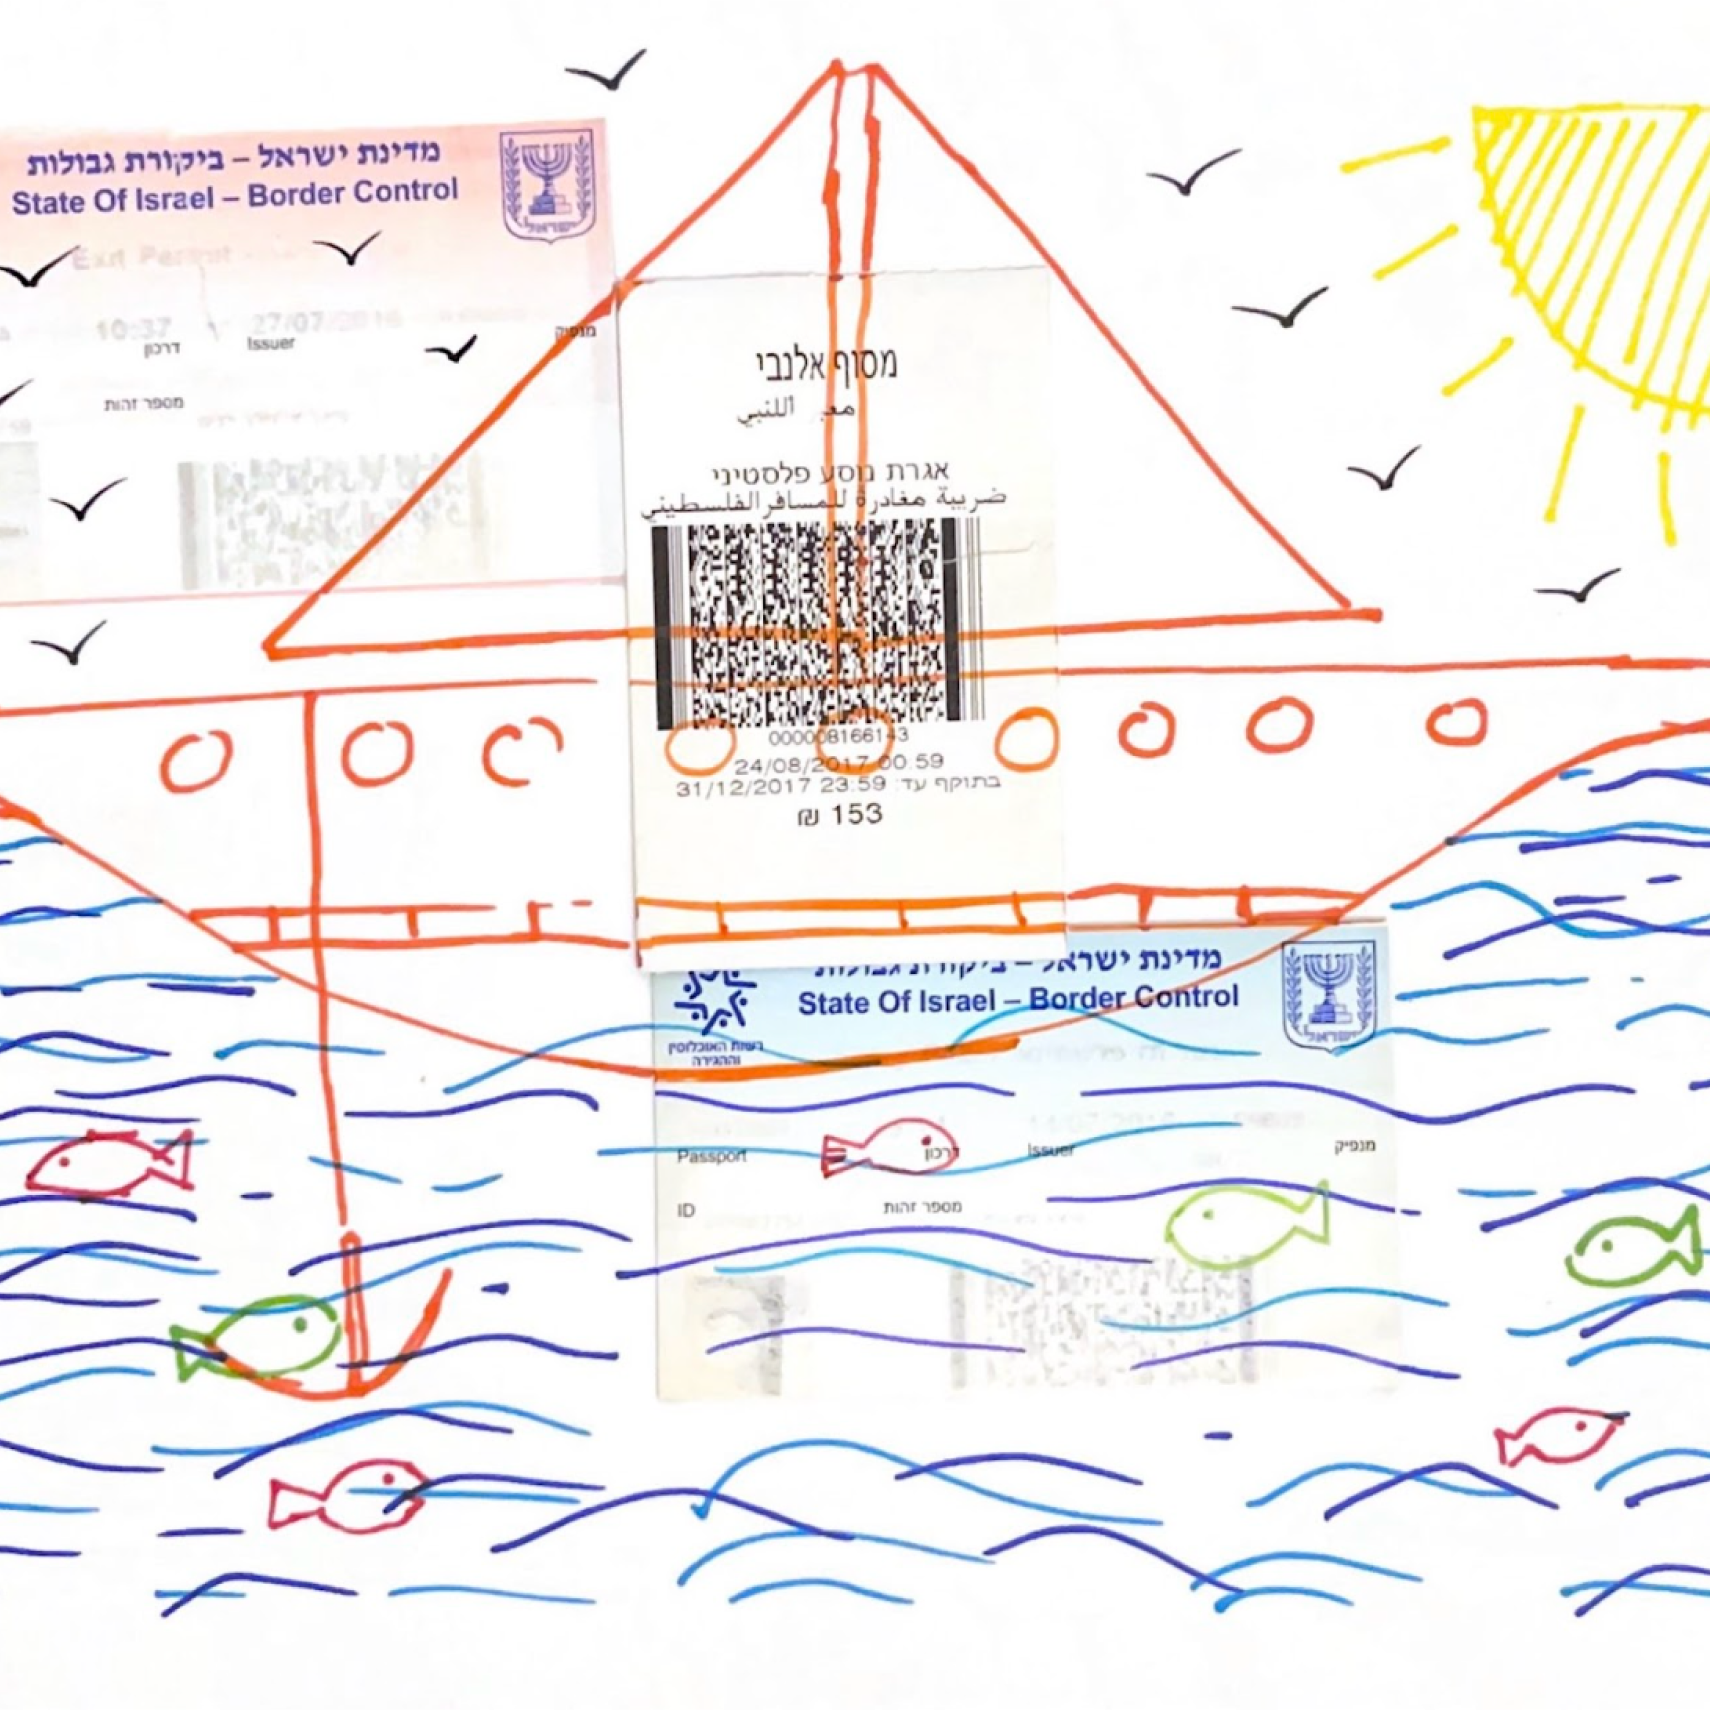 מדינת ישראל – ביקורת גבולות
State Of Israel – Border Control
ישראל
Exit Permit
10:37 27/07/2016
דרכון Issuer מנפיק
מספר זהות
מסוף אלנבי
أللنبي
אגרת נוסע פלסטיני
ضريبة مغادرة للمسافر الفلسطيني
000008166143
24/08/2017 00:59
בתוקף עד: 31/12/2017 23:59
₪ 153
מדינת ישראל – ביקורת גבולות
State Of Israel – Border Control
ישראל
רשות האוכלוסין
וההגירה
Passport דרכון Issuer מנפיק
ID מספר זהות